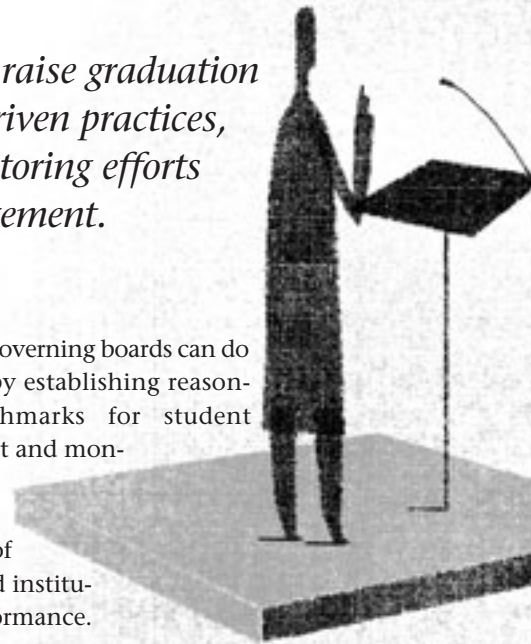 raise graduation
riven practices,
toring efforts
ement.
overning boards can do
by establishing reason-
hmarks for student
t and mon-
of
d institu-
ormance.